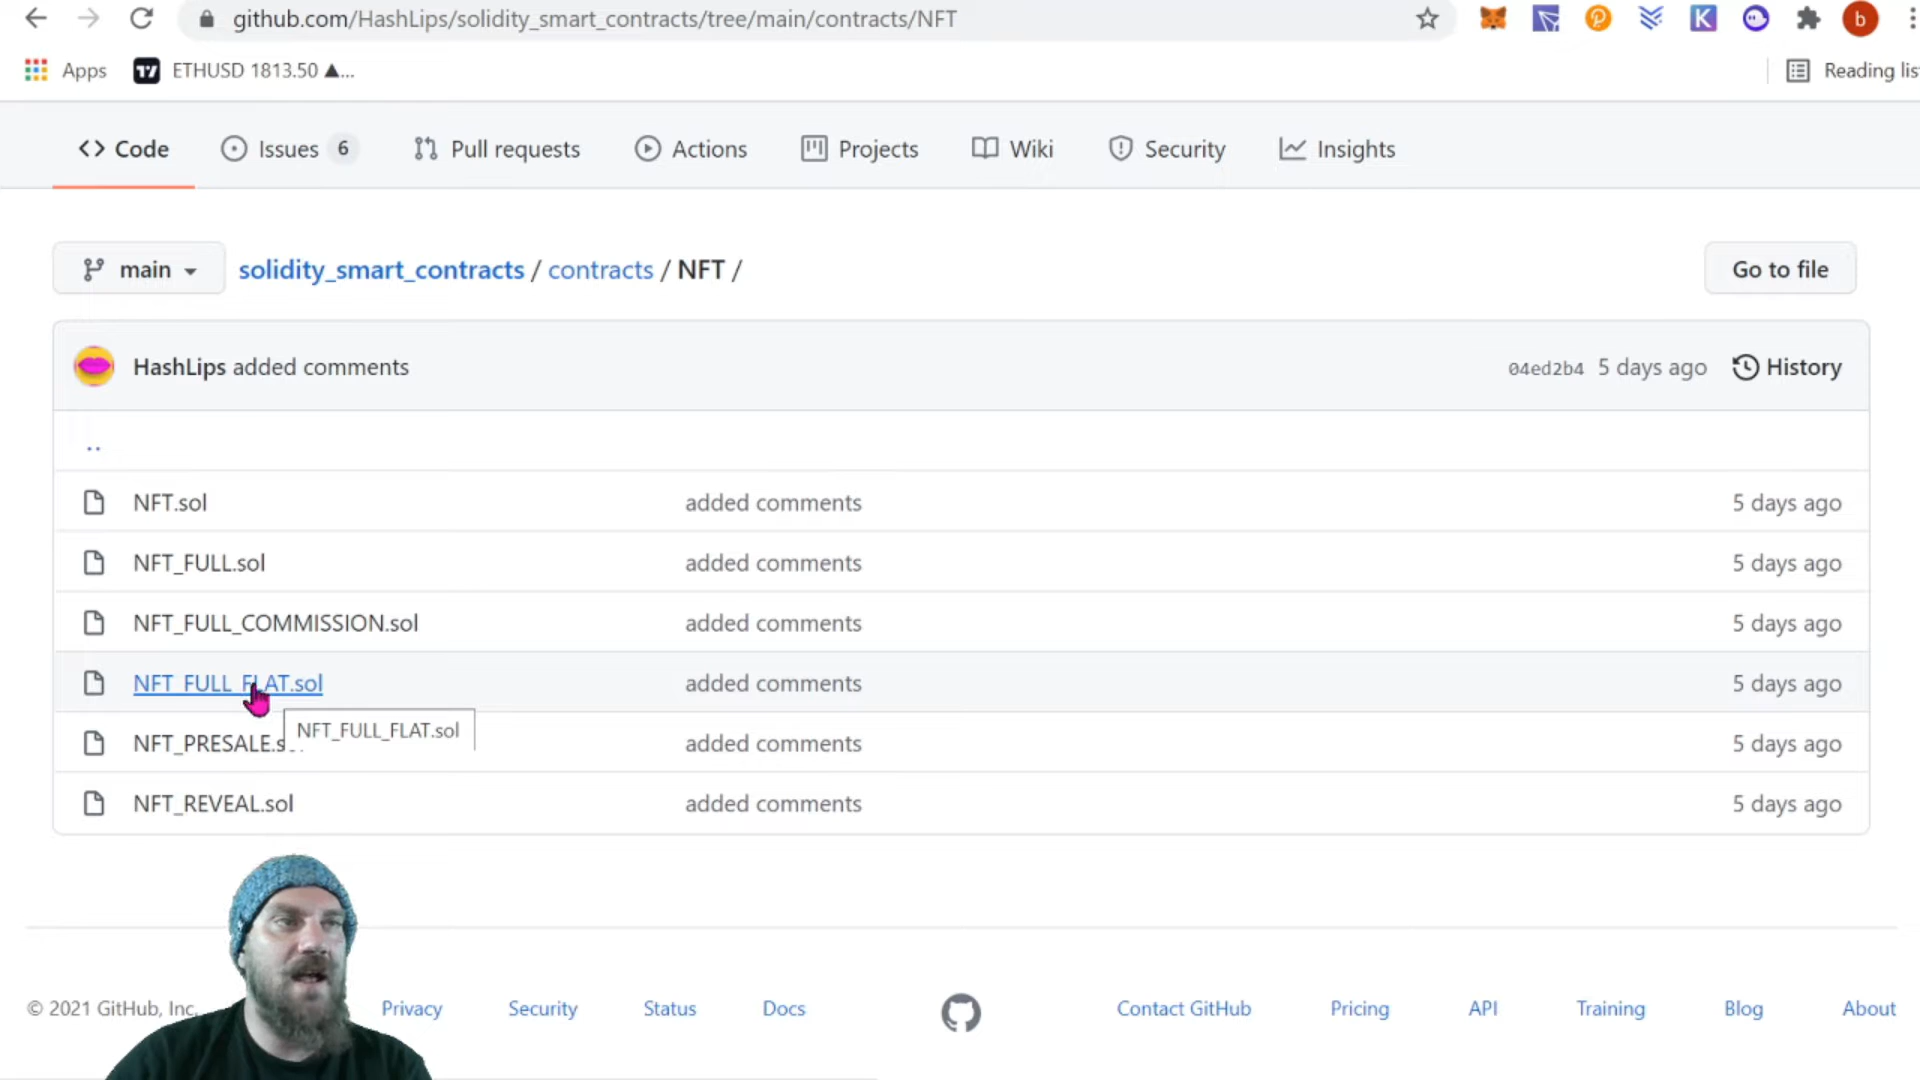 github.com/HashLips/solidity_smart_contracts/tree/main/contracts/NFT
K
b
Apps
ETHUSD 1813.50 ▲...
Reading lis
Code
Issues 6
Pull requests
Actions
Projects
Wiki
Security
Insights
main
solidity_smart_contracts / contracts / NFT /
Go to file
HashLips added comments
04ed2b4 5 days ago
History
..
NFT.sol added comments 5 days ago
NFT_FULL.sol added comments 5 days ago
NFT_FULL_COMMISSION.sol added comments 5 days ago
NFT_FULL_FLAT.sol added comments 5 days ago
NFT_FULL_FLAT.sol
NFT_PRESALE.s added comments 5 days ago
NFT_REVEAL.sol added comments 5 days ago
© 2021 GitHub, Inc.
Privacy
Security
Status
Docs
Contact GitHub
Pricing
API
Training
Blog
About